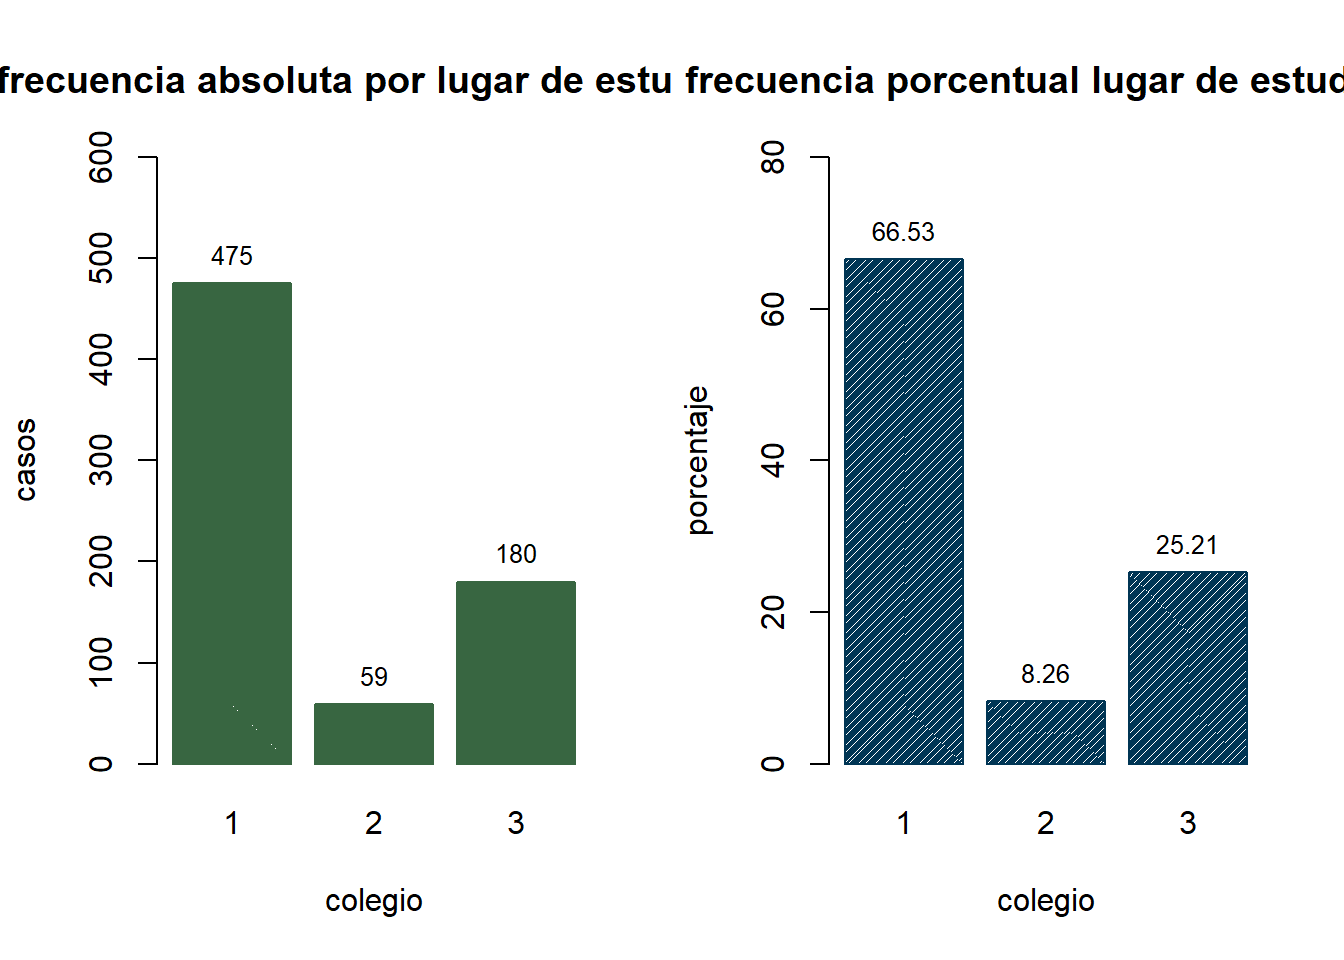 frecuencia absoluta por lugar de estu
600
500
400
300
200
100
0
casos
475
59
180
1 2 3
colegio
frecuencia porcentual lugar de estud
80
60
40
20
0
porcentaje
66.53
8.26
25.21
1 2 3
colegio